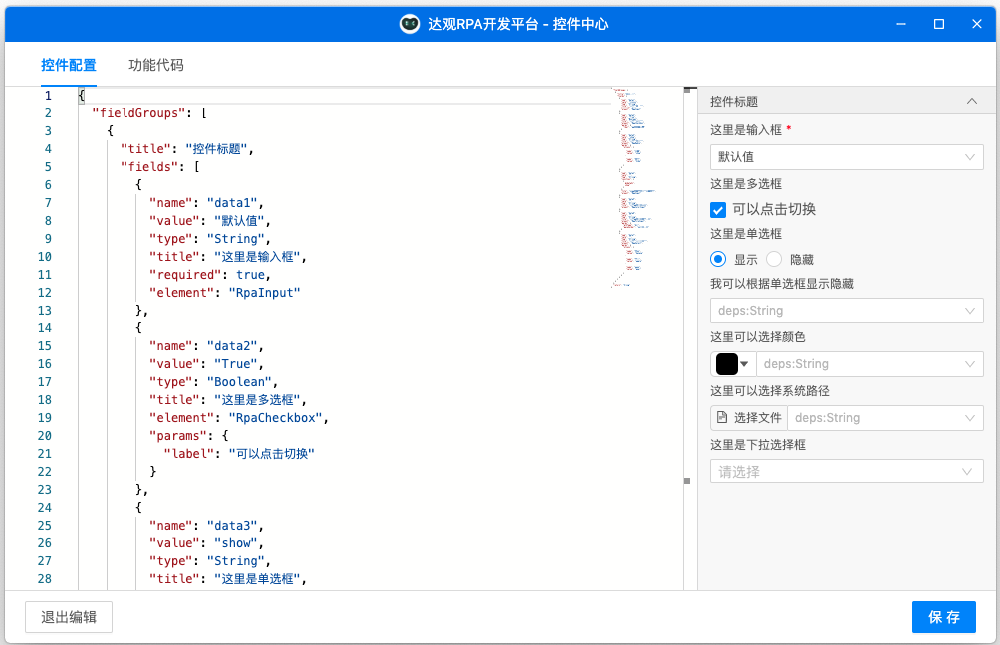 达观RPA开发平台 - 控件中心
控件配置 功能代码
1 {
2 "fieldGroups": [
3 {
4 "title": "控件标题",
5 "fields": [
6 {
7 "name": "data1",
8 "value": "默认值",
9 "type": "String",
10 "title": "这里是输入框",
11 "required": true,
12 "element": "RpaInput"
13 },
14 {
15 "name": "data2",
16 "value": "True",
17 "type": "Boolean",
18 "title": "这里是多选框",
19 "element": "RpaCheckbox",
20 "params": {
21 "label": "可以点击切换"
22 }
23 },
24 {
25 "name": "data3",
26 "value": "show",
27 "type": "String",
28 "title": "这里是单选框",
控件标题
这里是输入框 *
默认值
这里是多选框
可以点击切换
这里是单选框
显示 隐藏
我可以根据单选框显示隐藏
deps:String
这里可以选择颜色
deps:String
这里可以选择系统路径
选择文件 deps:String
这里是下拉选择框
请选择
退出编辑 保 存